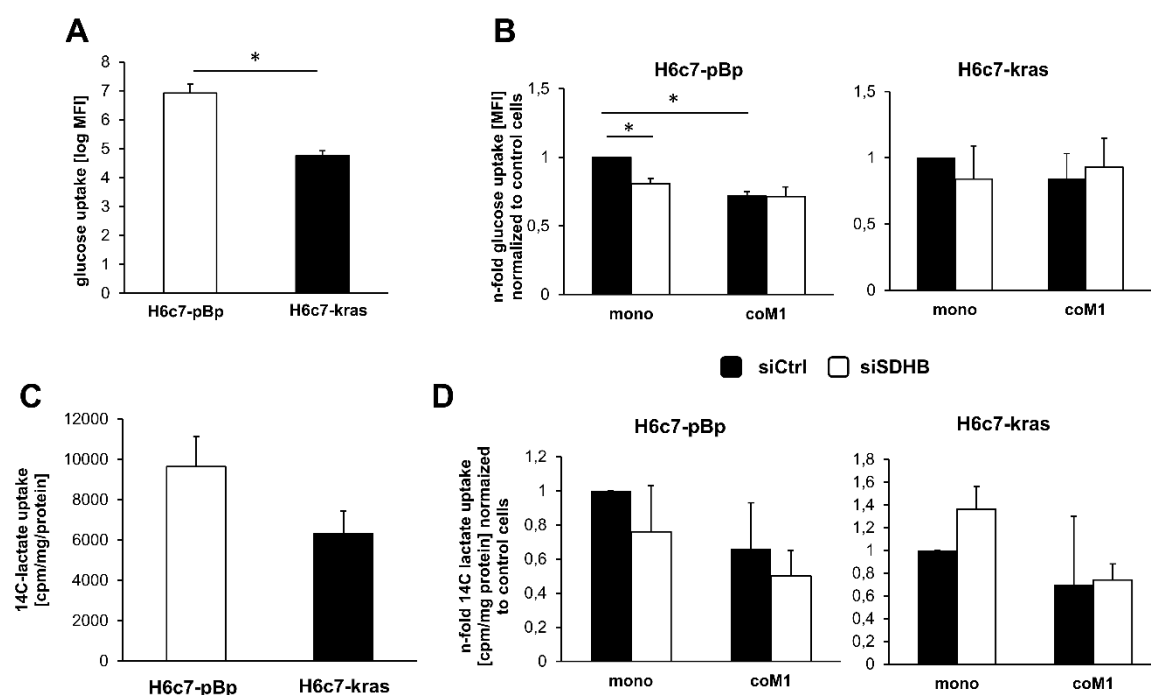 A
glucose uptake [log MFI]
8
7
6
5
4
3
2
1
0
*
H6c7-pBp
H6c7-kras
B
H6c7-pBp
n-fold glucose uptake [MFI]
normalized to control cells
1,5
1
0,5
0
*
*
mono
coM1
H6c7-kras
1,5
1
0,5
0
mono
coM1
siCtrl
siSDHB
C
14C-lactate uptake
[cpm/mg/protein]
12000
10000
8000
6000
4000
2000
0
H6c7-pBp
H6c7-kras
D
H6c7-pBp
n-fold 14C lactate uptake
[cpm/mg protein] normaized
to control cells
1,2
1
0,8
0,6
0,4
0,2
0
mono
coM1
H6c7-kras
1,8
1,6
1,4
1,2
1
0,8
0,6
0,4
0,2
0
mono
coM1